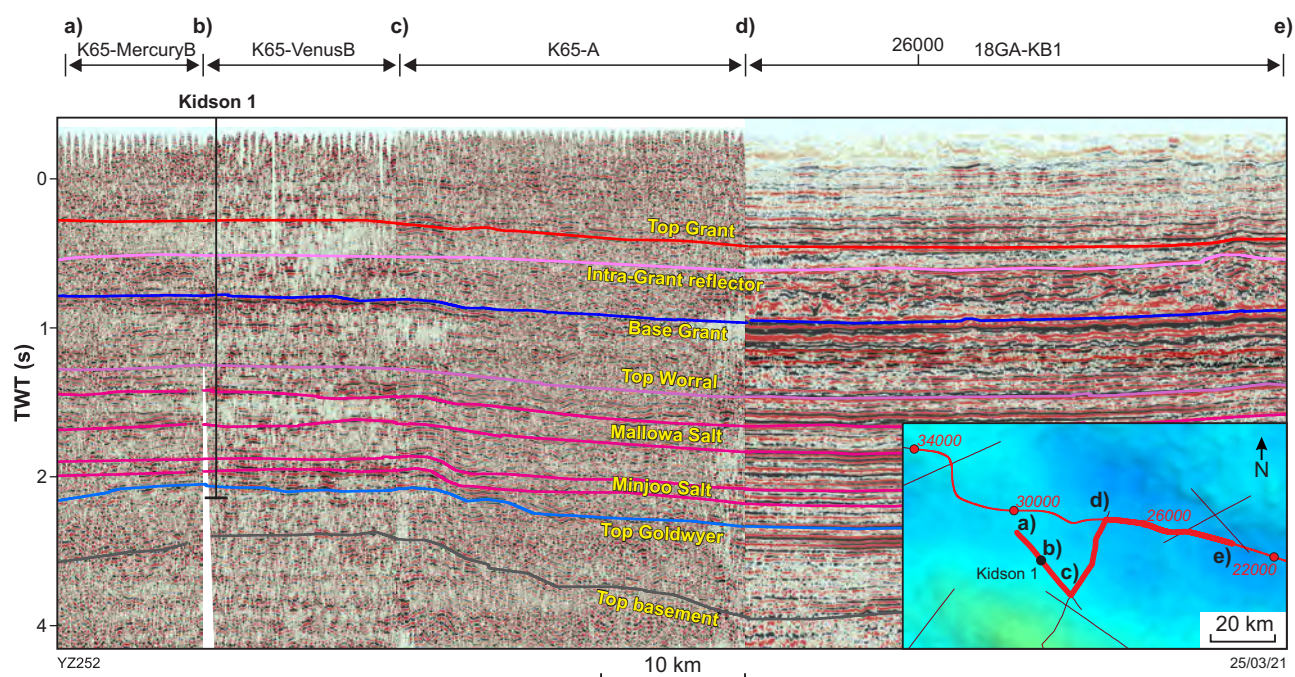 a) b) c) d) e)
K65-MercuryB K65-VenusB K65-A 26000 18GA-KB1
Kidson 1
0
Top Grant
Intra-Grant reflector
1
Base Grant
TWT (s)
Top Worral
Mallowa Salt
2
Minjoo Salt
Top Goldwyer
Top basement
4
34000
N
30000
d)
26000
a)
b)
e)
Kidson 1
c)
22000
20 km
YZ252
10 km
25/03/21